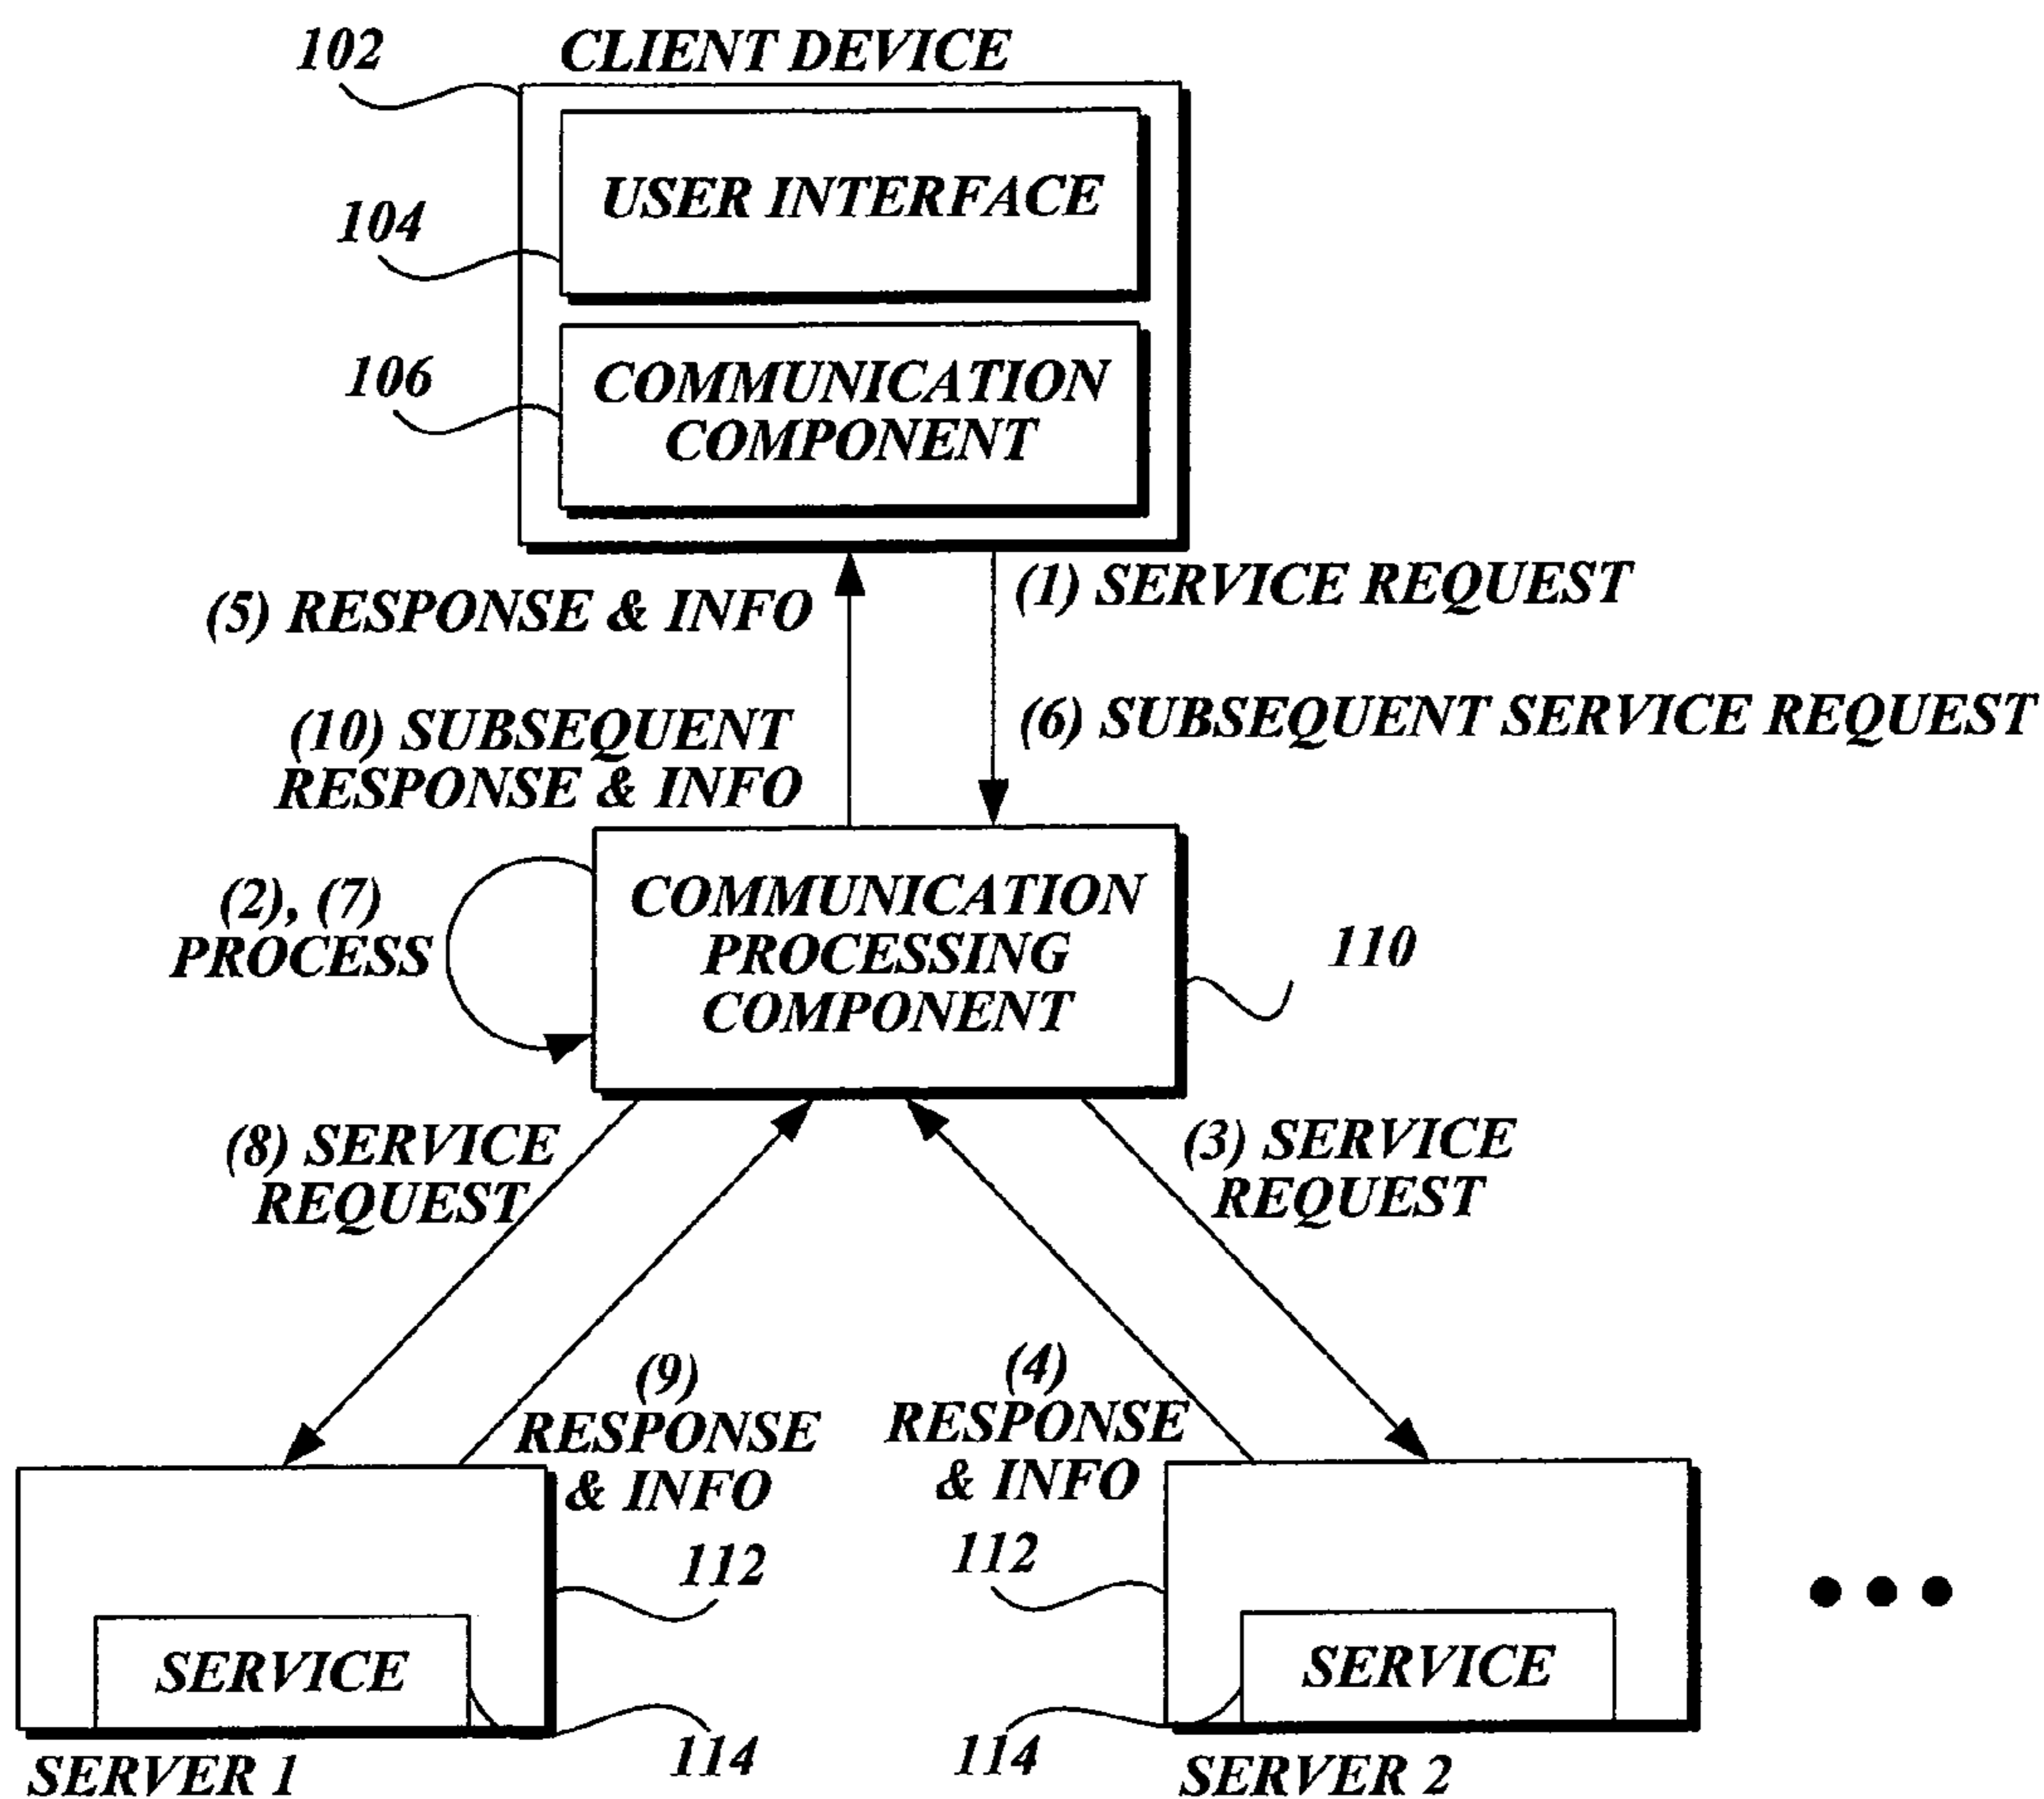 102
CLIENT DEVICE
USER INTERFACE
104
106
COMMUNICATION
COMPONENT
(1) SERVICE REQUEST
(5) RESPONSE & INFO
(6) SUBSEQUENT SERVICE REQUEST
(10) SUBSEQUENT
RESPONSE & INFO
(2), (7)
PROCESS
COMMUNICATION
PROCESSING
COMPONENT
110
(8) SERVICE
REQUEST
(3) SERVICE
REQUEST
(9)
RESPONSE
& INFO
(4)
RESPONSE
& INFO
112
112
SERVICE
SERVICE
114
114
SERVER 1
SERVER 2